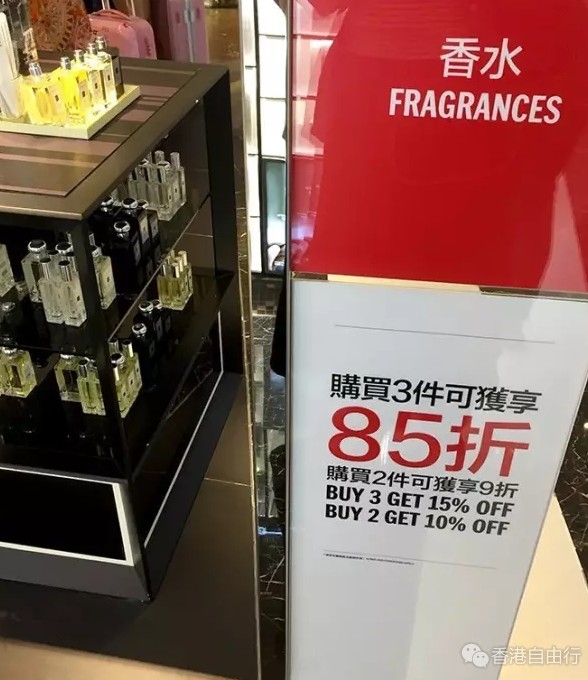 香水
FRAGRANCES
購買3件可獲享
85折
購買2件可獲享9折
BUY 3 GET 15% OFF
BUY 2 GET 10% OFF
香港自由行